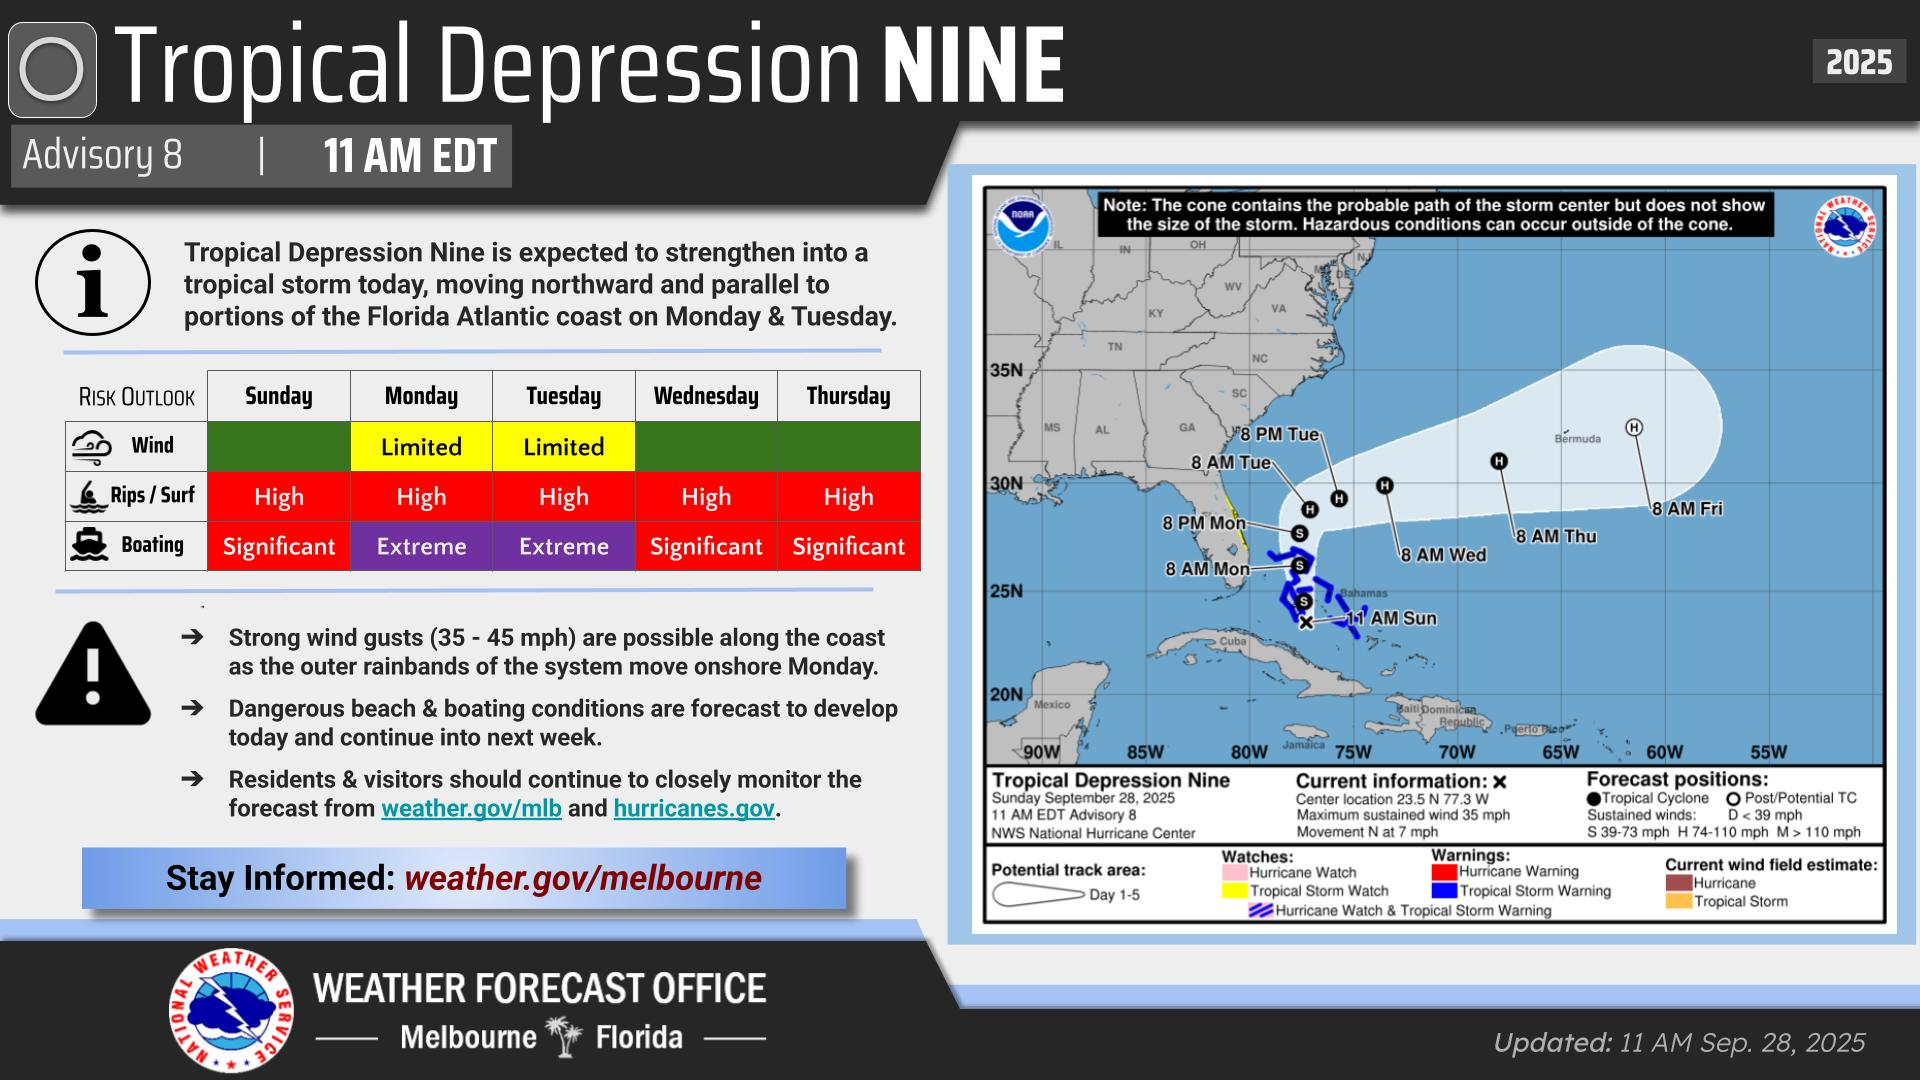 Tropical Depression NINE
2025
Advisory 8 | 11 AM EDT
Tropical Depression Nine is expected to strengthen into a
tropical storm today, moving northward and parallel to
portions of the Florida Atlantic coast on Monday & Tuesday.
Risk Outlook Sunday Monday Tuesday Wednesday Thursday
Wind Limited Limited
Rips / Surf High High High High High
Boating Significant Extreme Extreme Significant Significant
➔ Strong wind gusts (35 - 45 mph) are possible along the coast
as the outer rainbands of the system move onshore Monday.
➔ Dangerous beach & boating conditions are forecast to develop
today and continue into next week.
➔ Residents & visitors should continue to closely monitor the
forecast from weather.gov/mlb and hurricanes.gov.
Stay Informed: weather.gov/melbourne
NATIONAL WEATHER SERVICE
WEATHER FORECAST OFFICE
Melbourne Florida
Note: The cone contains the probable path of the storm center but does not show
the size of the storm. Hazardous conditions can occur outside of the cone.
NOAA
NATIONAL WEATHER SERVICE
IL
IN
OH
NJ
DE
WV
KY
VA
TN
NC
35N
SC
MS
AL
GA
8 PM Tue
Bermuda
H
8 AM Tue
H
30N
H
H
H
8 AM Fri
8 PM Mon
S
8 AM Thu
8 AM Wed
FL
8 AM Mon
S
25N
S
Bahamas
11 AM Sun
Cuba
20N
Mexico
Haiti
Dominican
Republic
Puerto Rico
Jamaica
90W 85W 80W 75W 70W 65W 60W 55W
Tropical Depression Nine
Sunday September 28, 2025
11 AM EDT Advisory 8
NWS National Hurricane Center
Current information: ×
Center location 23.5 N 77.3 W
Maximum sustained wind 35 mph
Movement N at 7 mph
Forecast positions:
Tropical Cyclone Post/Potential TC
Sustained winds: D < 39 mph
S 39-73 mph H 74-110 mph M > 110 mph
Potential track area:
Day 1-5
Watches:
Hurricane Watch
Tropical Storm Watch
Warnings:
Hurricane Warning
Tropical Storm Warning
Hurricane Watch & Tropical Storm Warning
Current wind field estimate:
Hurricane
Tropical Storm
Updated: 11 AM Sep. 28, 2025